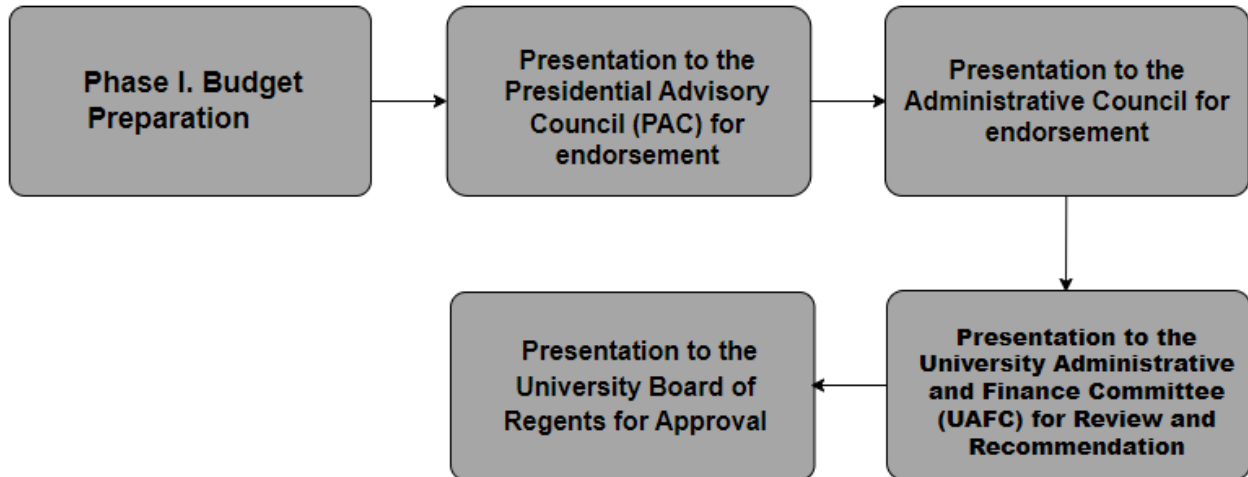 Phase I. Budget
Preparation
Presentation to the
Presidential Advisory
Council (PAC) for
endorsement
Presentation to the
Administrative Council for
endorsement
Presentation to the
University Administrative
and Finance Committee
(UAFC) for Review and
Recommendation
Presentation to the
University Board of
Regents for Approval